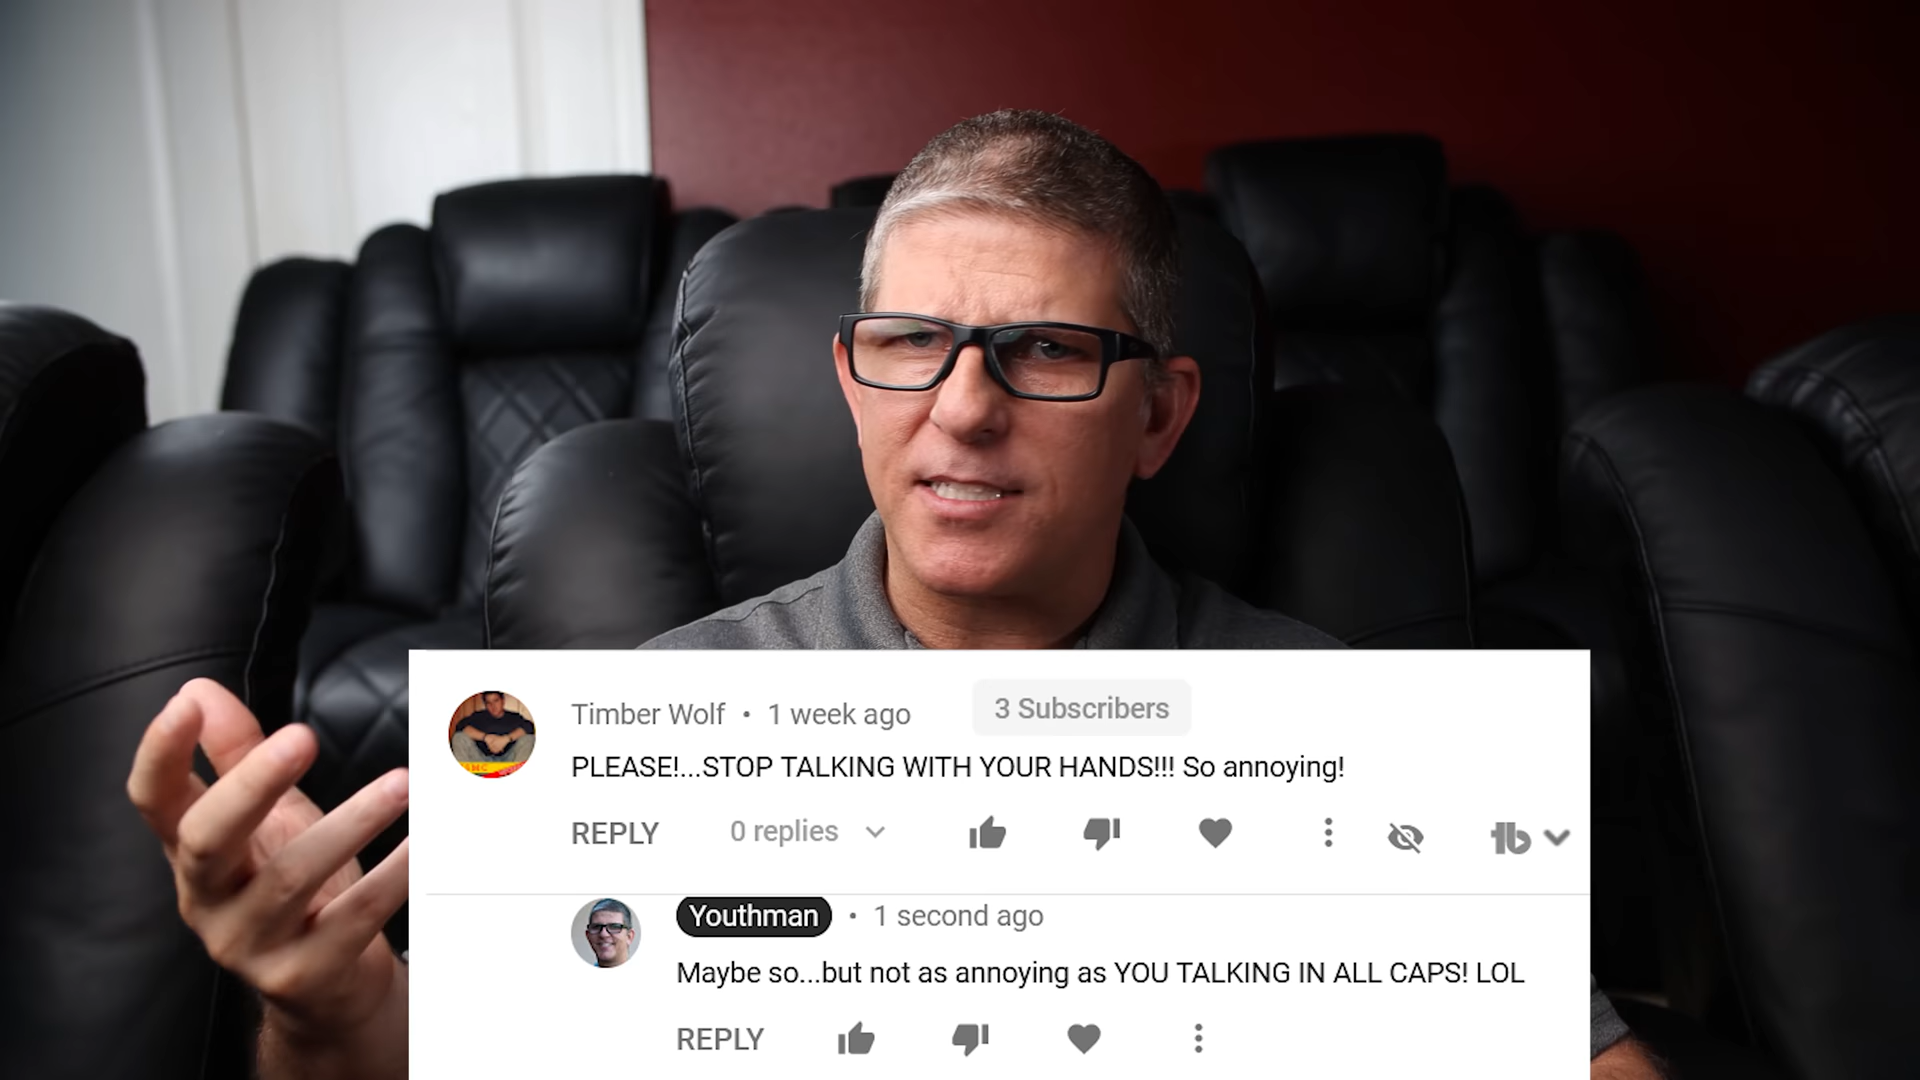 Timber Wolf • 1 week ago 3 Subscribers
PLEASE!...STOP TALKING WITH YOUR HANDS!!! So annoying!
REPLY 0 replies
Youthman • 1 second ago
Maybe so...but not as annoying as YOU TALKING IN ALL CAPS! LOL
REPLY